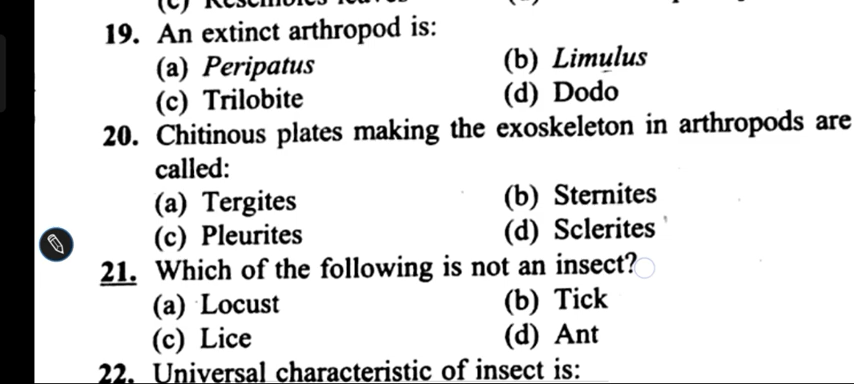 19. An extinct arthropod is:
(a) Peripatus (b) Limulus
(c) Trilobite (d) Dodo
20. Chitinous plates making the exoskeleton in arthropods are
called:
(a) Tergites (b) Sternites
(c) Pleurites (d) Sclerites
21. Which of the following is not an insect?
(a) Locust (b) Tick
(c) Lice (d) Ant
22. Universal characteristic of insect is: